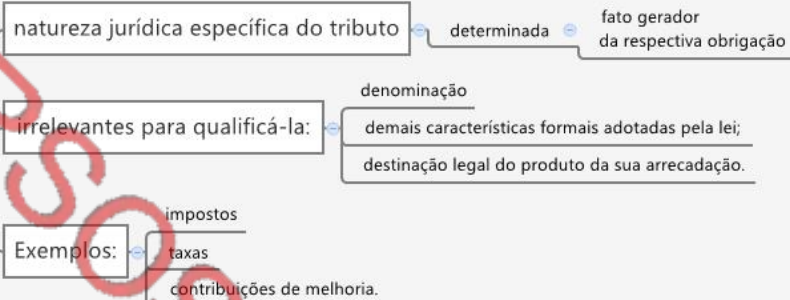 natureza jurídica específica do tributo
determinada
fato gerador
da respectiva obrigação
irrelevantes para qualificá-la:
denominação
demais características formais adotadas pela lei;
destinação legal do produto da sua arrecadação.
Exemplos:
impostos
taxas
contribuições de melhoria.